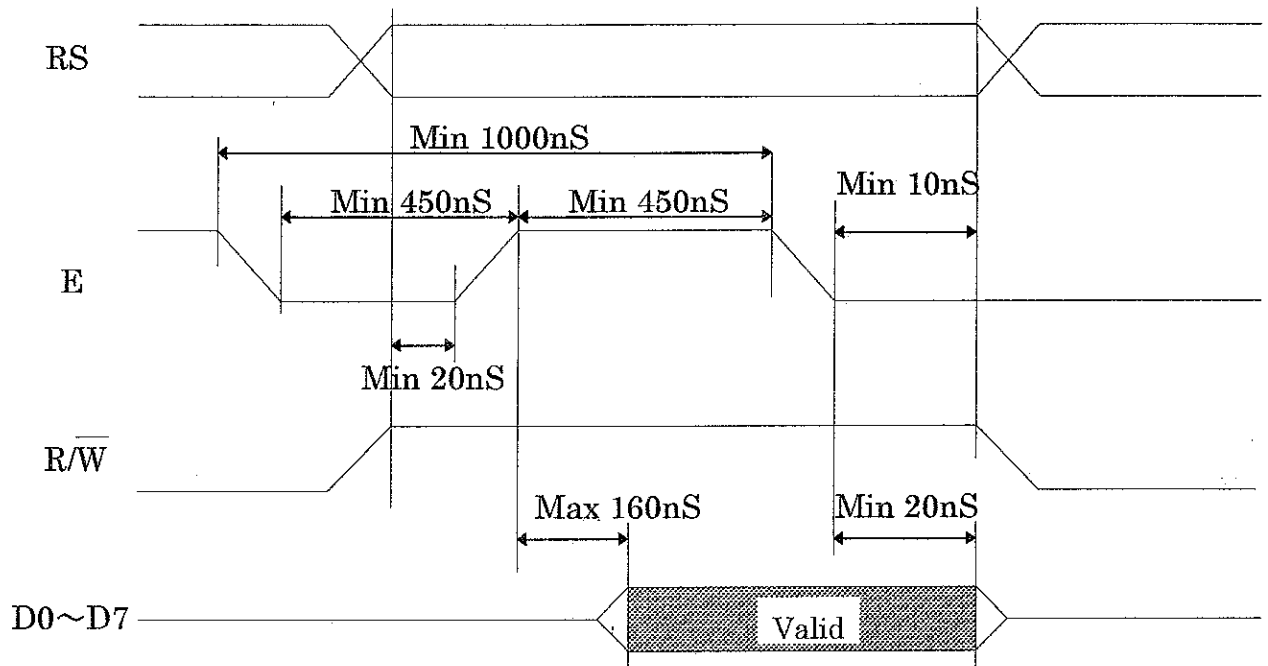 RS
Min 1000nS
Min 10nS
Min 450nS
Min 450nS
E
Min 20nS
R/W̅
Max 160nS
Min 20nS
D0～D7
Valid